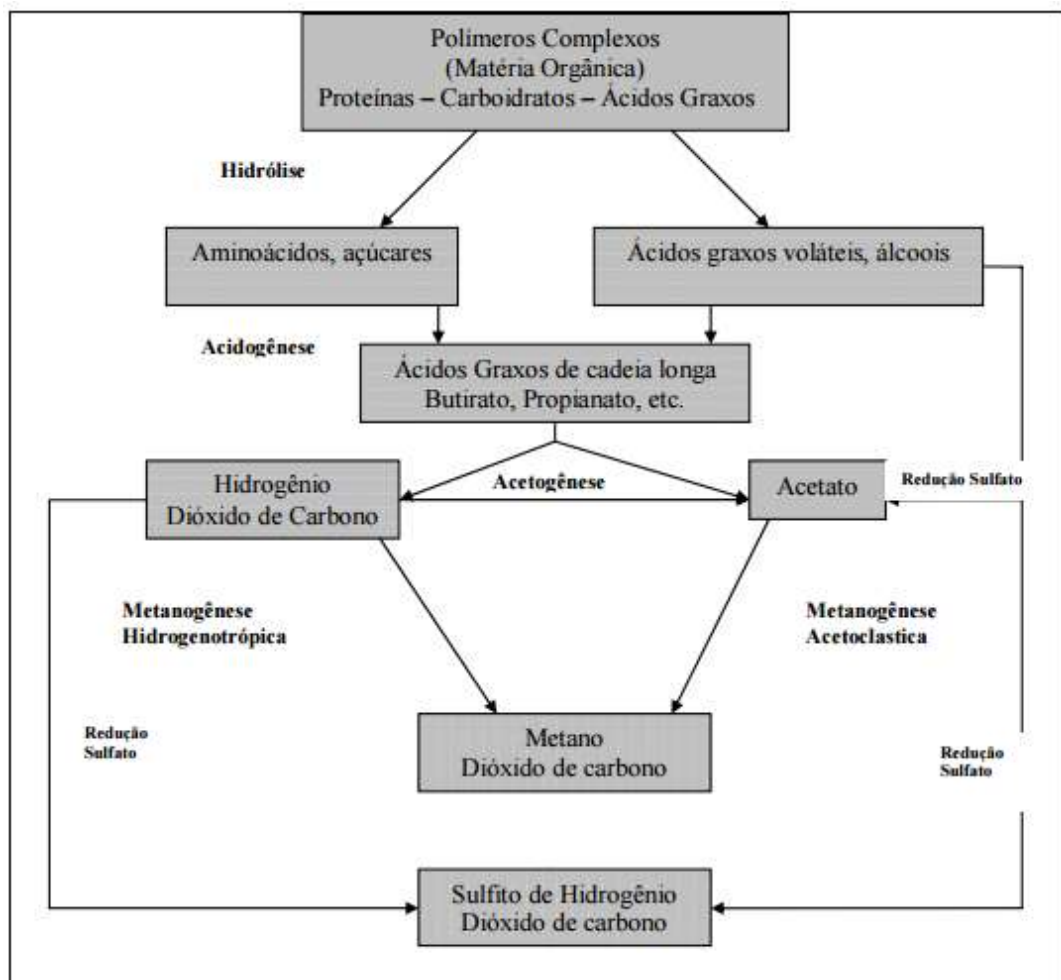 Polímeros Complexos
(Matéria Orgânica)
Proteínas – Carboidratos – Ácidos Graxos
Hidrólise
Aminoácidos, açúcares
Ácidos graxos voláteis, álcoois
Acidogênese
Ácidos Graxos de cadeia longa
Butirato, Propianato, etc.
Hidrogênio
Dióxido de Carbono
Acetogênese
Acetato
Redução Sulfato
Metanogênese
Hidrogenotrópica
Metanogênese
Acetoclastica
Redução
Sulfato
Metano
Dióxido de carbono
Redução
Sulfato
Sulfito de Hidrogênio
Dióxido de carbono